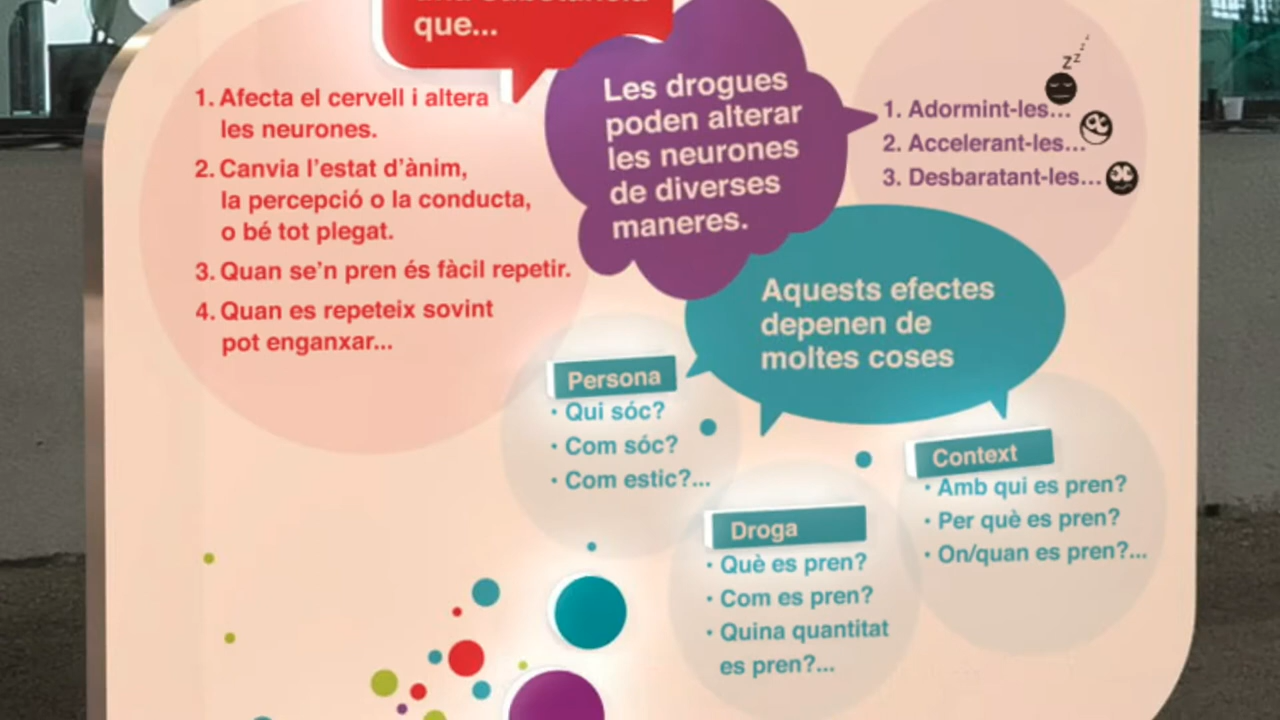 una substància
que...
1. Afecta el cervell i altera
les neurones.
2. Canvia l'estat d'ànim,
la percepció o la conducta,
o bé tot plegat.
3. Quan se'n pren és fàcil repetir.
4. Quan es repeteix sovint
pot enganxar...
Les drogues
poden alterar
les neurones
de diverses
maneres.
zzz
1. Adormint-les...
2. Accelerant-les...
3. Desbaratant-les...
Aquests efectes
depenen de
moltes coses
Persona
· Qui sóc?
· Com sóc?
· Com estic?...
Droga
· Què es pren?
· Com es pren?
· Quina quantitat
es pren?...
Context
· Amb qui es pren?
· Per què es pren?
· On/quan es pren?...